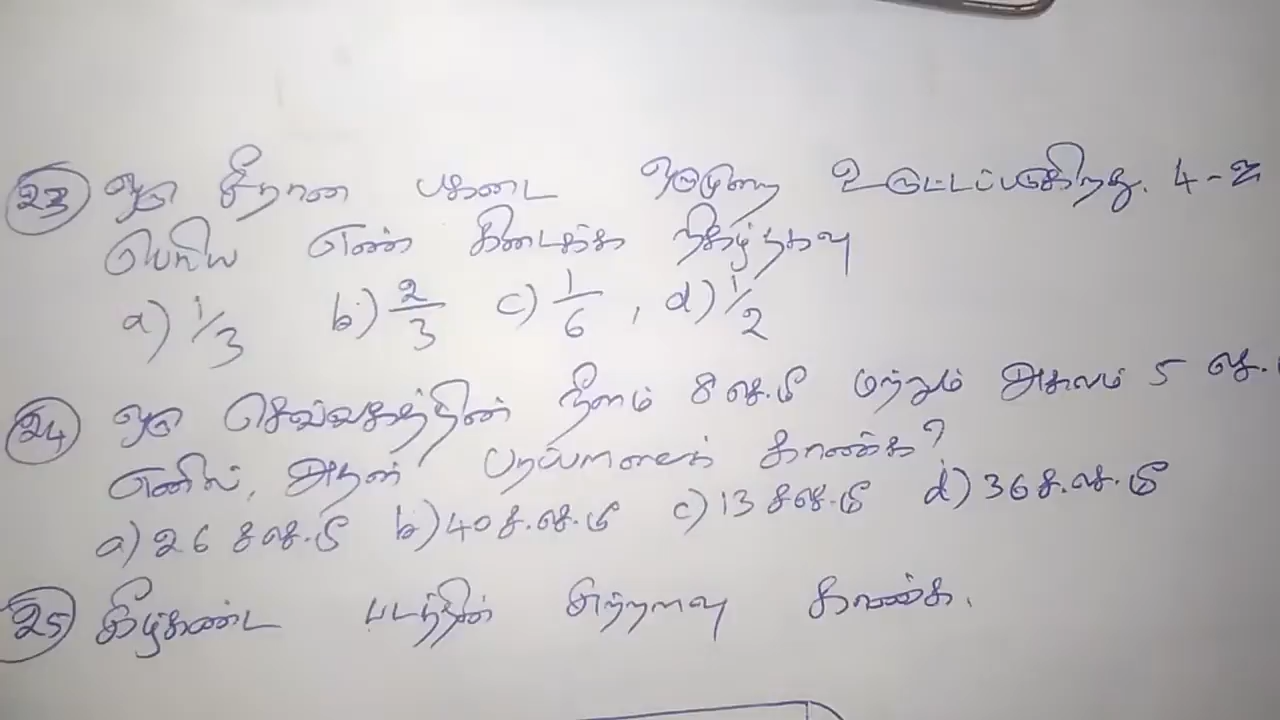 23) ஒரு சீரான பகடை ஒருமுறை உருட்டப்படுகிறது. 4-ஐ
பெரிய எண் கிடைக்க நிகழ்தகவு
a) 1/3 b) 2/3 c) 1/6, d) 1/2
24) ஒரு செவ்வகத்தின் நீளம் 8 செ.மீ மற்றும் அகலம் 5 செ.
எனில், அதன் பரப்பளவைக் காண்க?
a) 26 ச செ.மீ b) 40 ச.செ.மீ c) 13 ச செ.மீ d) 36 ச.செ.மீ
25) கீழ்கண்ட படத்தின் சுற்றளவு காண்க.